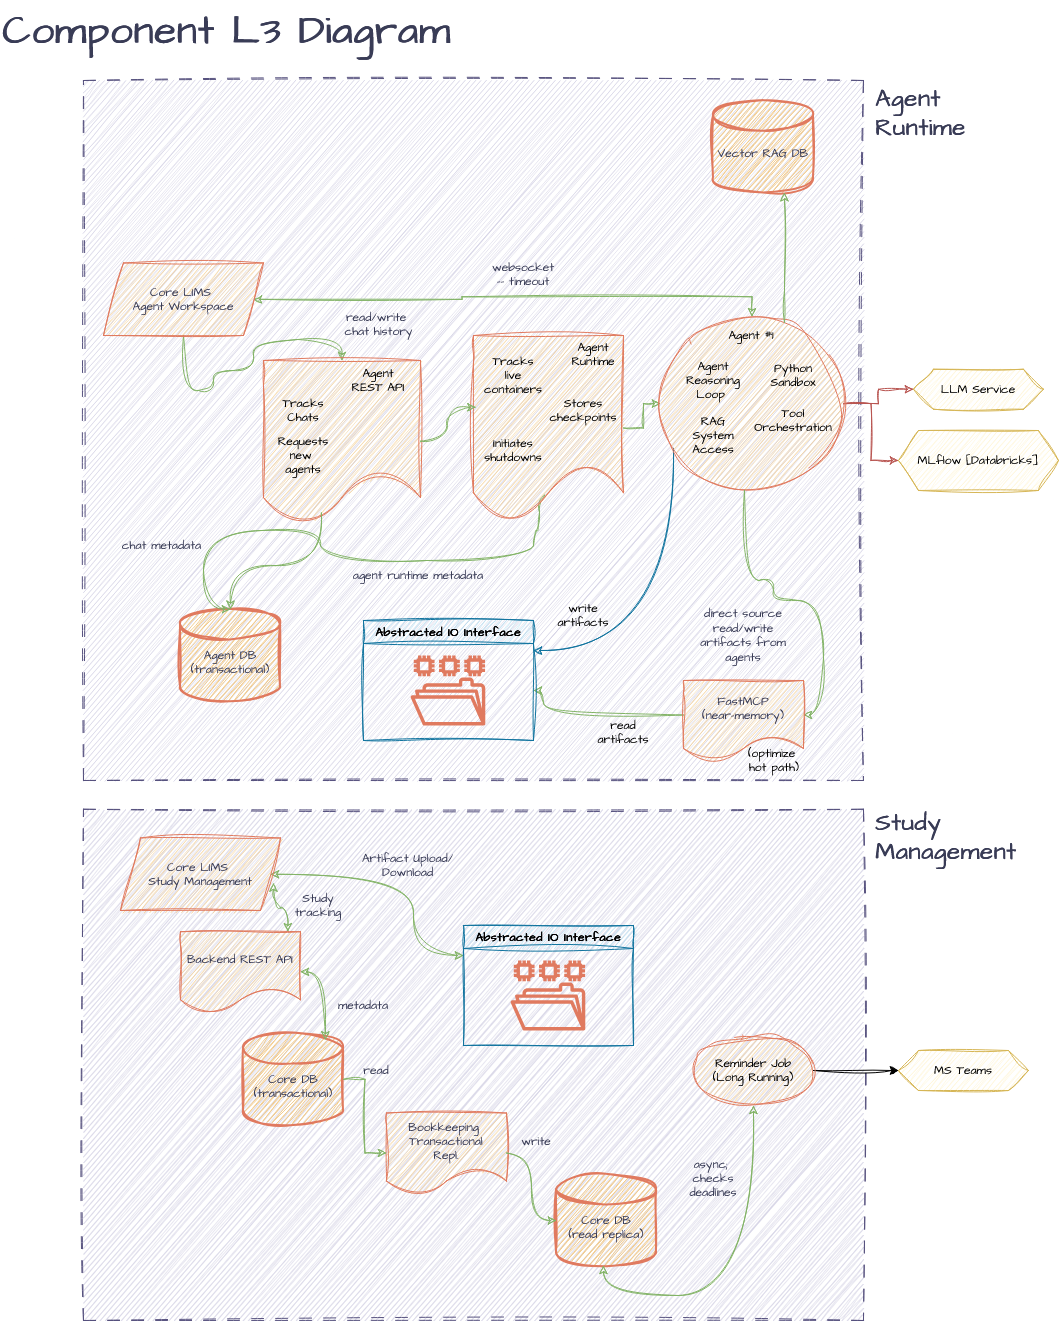 Component L3 Diagram
Agent
Runtime
Vector RAG DB
websocket
-- timeout
Core LIMS
Agent Workspace
read/write
chat history
Agent
REST API
Tracks
Chats
Requests
new
agents
Agent
Runtime
Tracks
live
containers
Stores
checkpoints
Initiates
shutdowns
Agent #1
Agent
Reasoning
Loop
Python
Sandbox
RAG
System
Access
Tool
Orchestration
LLM Service
MLflow [Databricks]
chat metadata
agent runtime metadata
Agent DB
(transactional)
write
artifacts
direct source
read/write
artifacts from
agents
Abstracted IO Interface
FastMCP
(near-memory)
read
artifacts
(optimize
hot path)
Study
Management
Core LIMS
Study Management
Artifact Upload/
Download
Study
tracking
Backend REST API
Abstracted IO Interface
metadata
Core DB
(transactional)
read
Reminder Job
(Long Running)
MS Teams
Bookkeeping
Transactional
Repl.
write
async;
checks
deadlines
Core DB
(read replica)